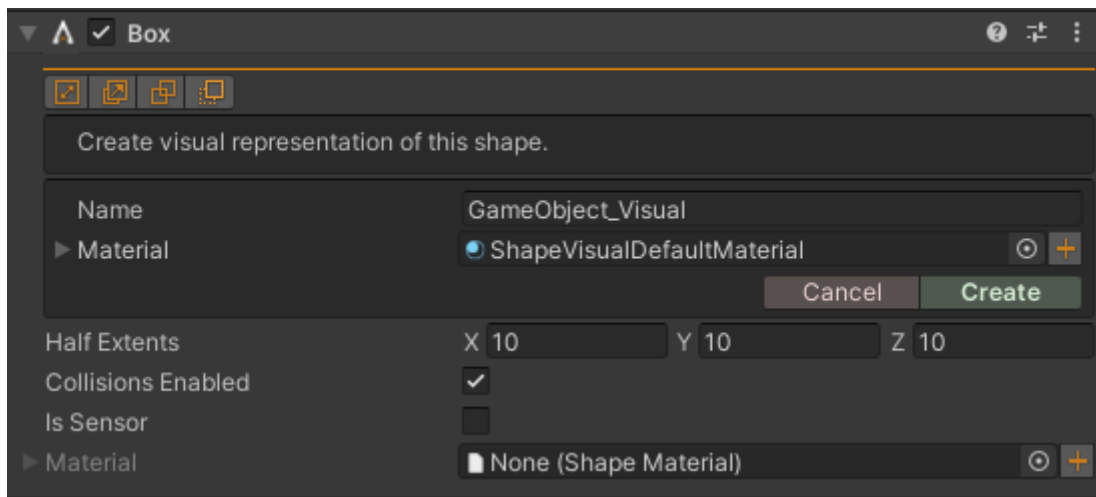 Box
Create visual representation of this shape.
Name GameObject_Visual
Material ShapeVisualDefaultMaterial
Cancel Create
Half Extents X 10 Y 10 Z 10
Collisions Enabled
Is Sensor
Material None (Shape Material)